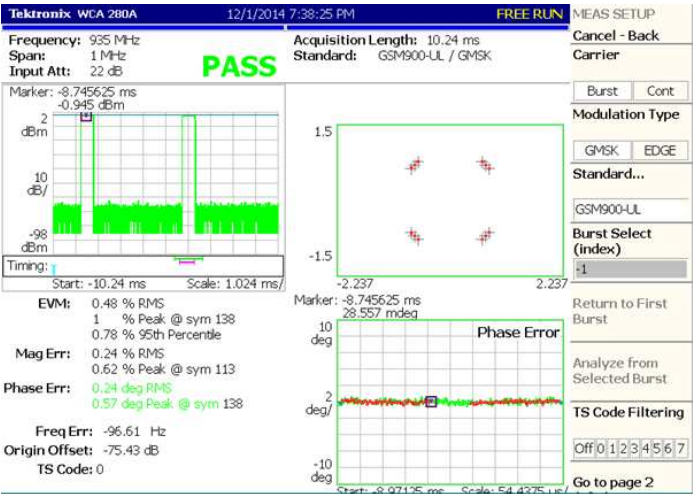 Tektronix WCA 280A 12/1/2014 7:38:25 PM FREE RUN
Frequency: 935 MHz
Span: 1 MHz
Input Att: 22 dB
PASS
Acquisition Length: 10.24 ms
Standard: GSM900-UL / GMSK
Marker: -8.745625 ms
-0.945 dBm
2
dBm
10
dB/
-98
dBm
Timing:
Start: -10.24 ms Scale: 1.024 ms/
1.5
-1.5
-2.237 2.237
EVM: 0.48 % RMS
1 % Peak @ sym 138
0.78 % 95th Percentile
Mag Err: 0.24 % RMS
0.62 % Peak @ sym 113
Phase Err: 0.24 deg RMS
0.57 deg Peak @ sym 138
Freq Err: -96.61 Hz
Origin Offset: -75.43 dB
TS Code: 0
Marker: -8.745625 ms
28.557 mdeg
10
deg
Phase Error
2
deg/
-10
deg
Start: -8.97125 ms Scale: 54.4375 us/
MEAS SETUP
Cancel - Back
Carrier
Burst Cont
Modulation Type
GMSK EDGE
Standard...
GSM900-UL
Burst Select
(index)
-1
Return to First
Burst
Analyze from
Selected Burst
TS Code Filtering
Off 0 1 2 3 4 5 6 7
Go to page 2